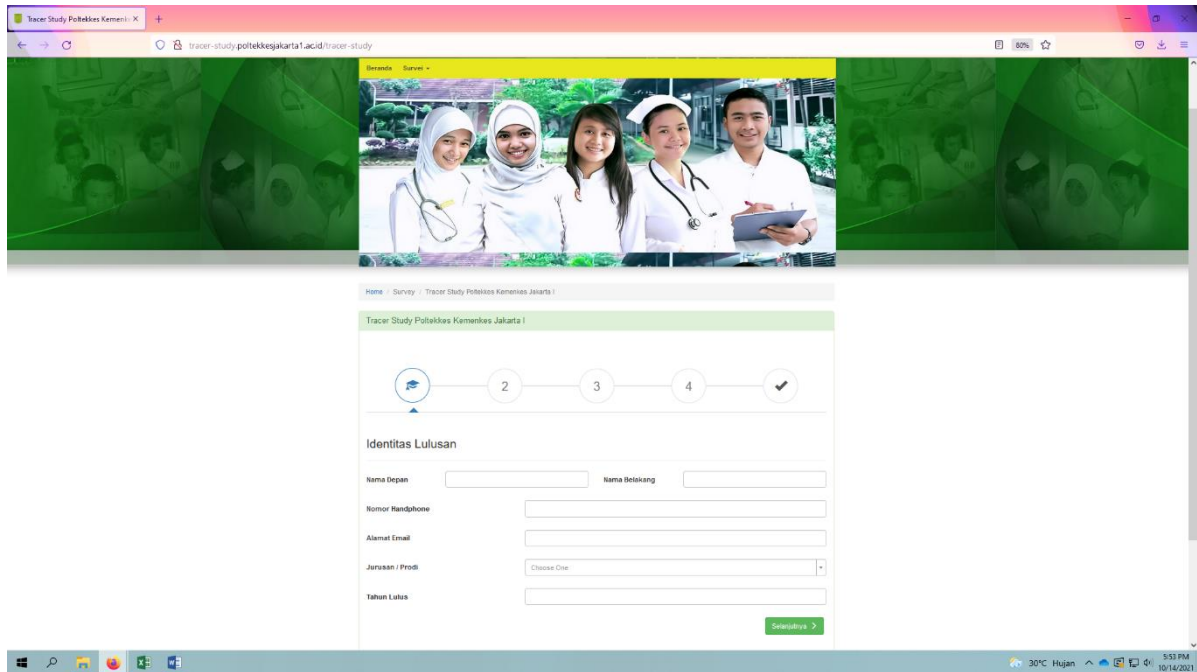 Tracer Study Poltekkes Kemenke
tracer-study.poltekkesjakarta1.ac.id/tracer-study
80%
Beranda Survei
Home / Survey / Tracer Study Poltekkes Kemenkes Jakarta I
Tracer Study Poltekkes Kemenkes Jakarta I
2 3 4
Identitas Lulusan
Nama Depan Nama Belakang
Nomor Handphone
Alamat Email
Jurusan / Prodi Choose One
Tahun Lulus
Selanjutnya
30°C Hujan 5:53 PM
10/14/2021